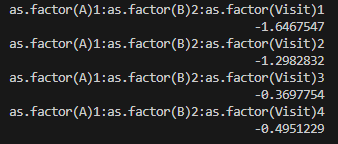 as.factor(A)1:as.factor(B)2:as.factor(Visit)1
-1.6467547
as.factor(A)1:as.factor(B)2:as.factor(Visit)2
-1.2982832
as.factor(A)1:as.factor(B)2:as.factor(Visit)3
-0.3697754
as.factor(A)1:as.factor(B)2:as.factor(Visit)4
-0.4951229